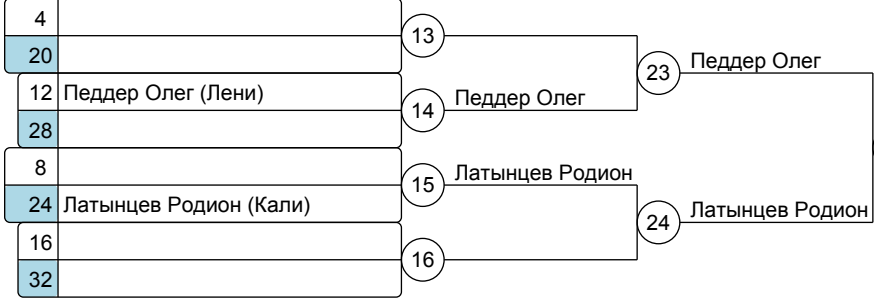 4
13
20
23
Педдер Олег
12 Педдер Олег (Лени)
14
Педдер Олег
28
8
15
Латынцев Родион
24 Латынцев Родион (Кали)
24
Латынцев Родион
16
16
32